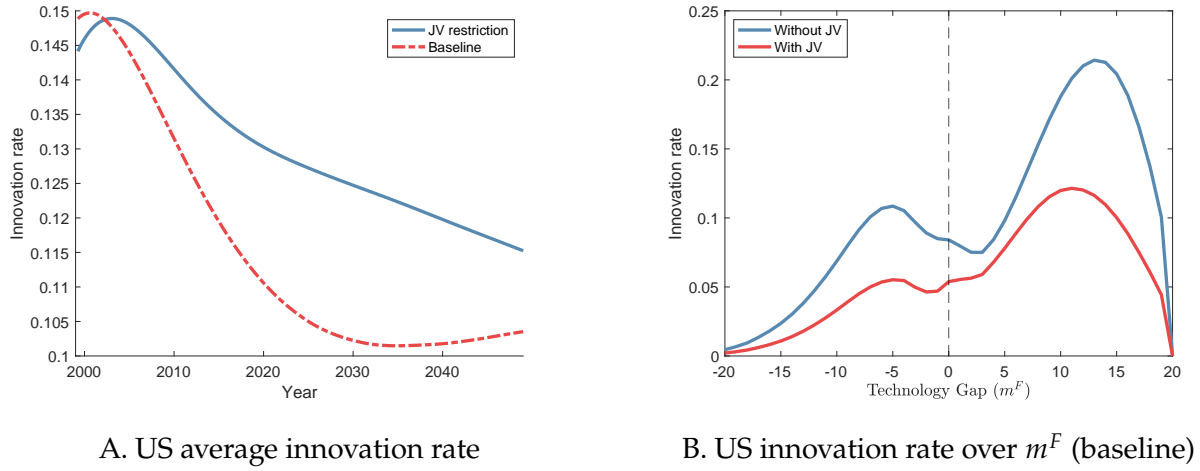 0.15
0.145
0.14
0.135
0.13
0.125
0.12
0.115
0.11
0.105
0.1
Innovation rate
2000 2010 2020 2030 2040
Year
JV restriction
Baseline
A. US average innovation rate
0.25
0.2
0.15
0.1
0.05
0
Innovation rate
-20 -15 -10 -5 0 5 10 15 20
Technology Gap (m^F)
Without JV
With JV
B. US innovation rate over m^F (baseline)